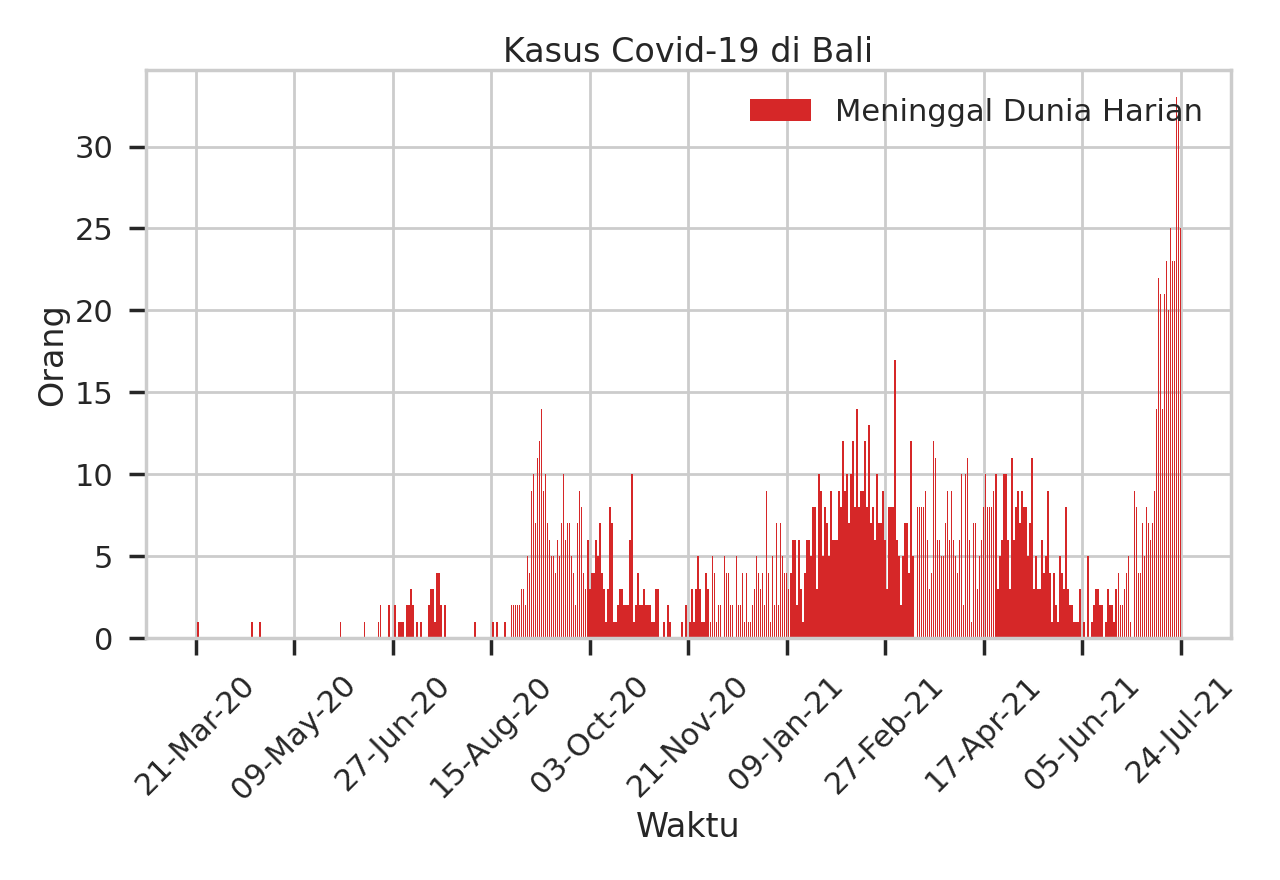 Kasus Covid-19 di Bali
Meninggal Dunia Harian
Orang
30
25
20
15
10
5
0
21-Mar-20
09-May-20
27-Jun-20
15-Aug-20
03-Oct-20
21-Nov-20
09-Jan-21
27-Feb-21
17-Apr-21
05-Jun-21
24-Jul-21
Waktu